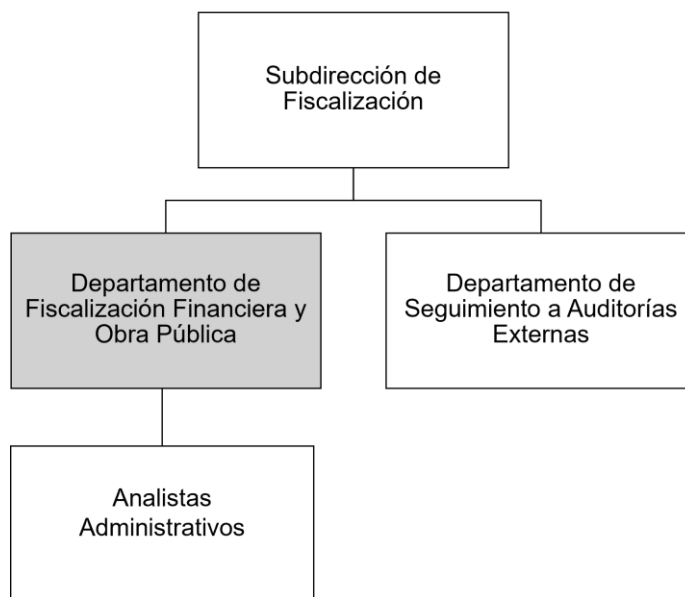 Subdirección de
Fiscalización
Departamento de
Fiscalización Financiera y
Obra Pública
Departamento de
Seguimiento a Auditorías
Externas
Analistas
Administrativos